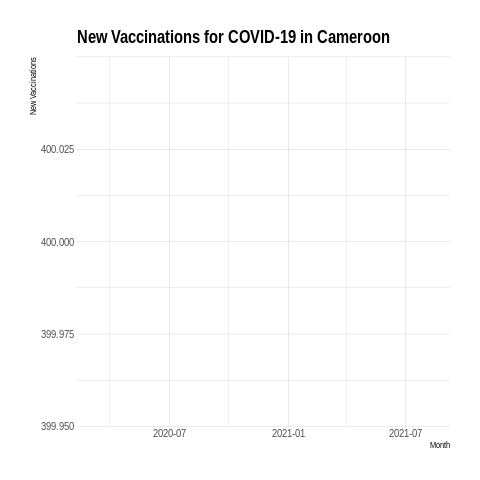 New Vaccinations for COVID-19 in Cameroon
New Vaccinations
400.025
400.000
399.975
399.950
2020-07 2021-01 2021-07
Month